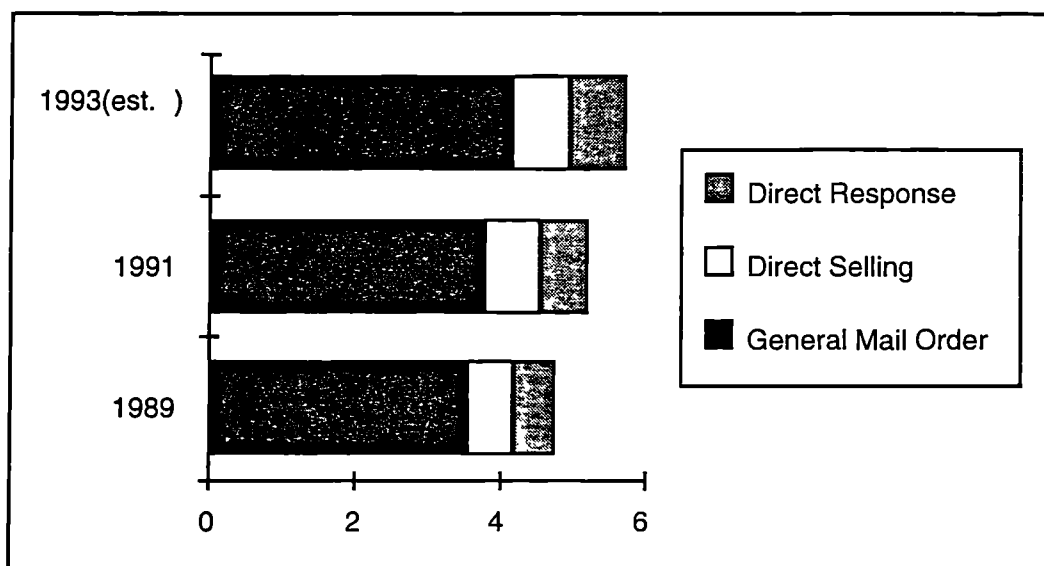 1993(est. )
1991
1989
0 2 4 6
Direct Response
Direct Selling
General Mail Order